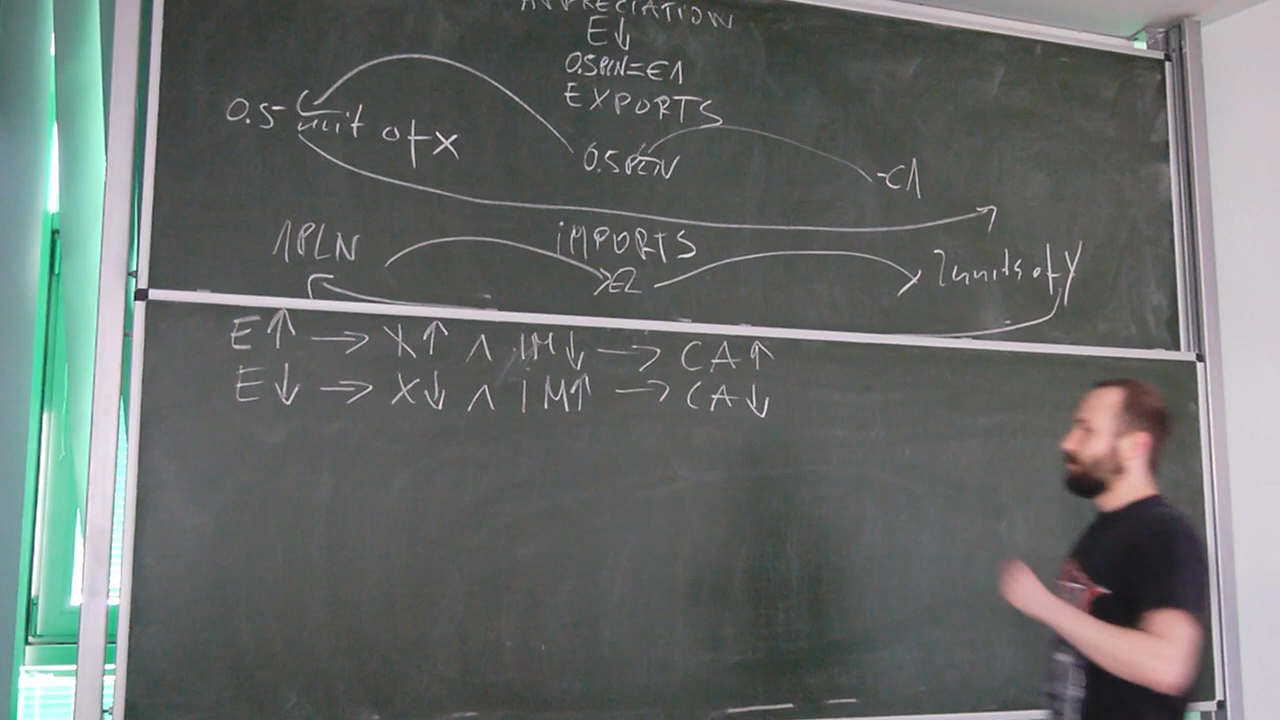 APPRECIATION
E↓
0.5PLN=€1
EXPORTS
0.5 unit of X
0.5PLN
€1
IMPORTS
1PLN
€2
2units of Y
E↑ → X↑ ∧ IM↓ → CA↑
E↓ → X↓ ∧ IM↑ → CA↓